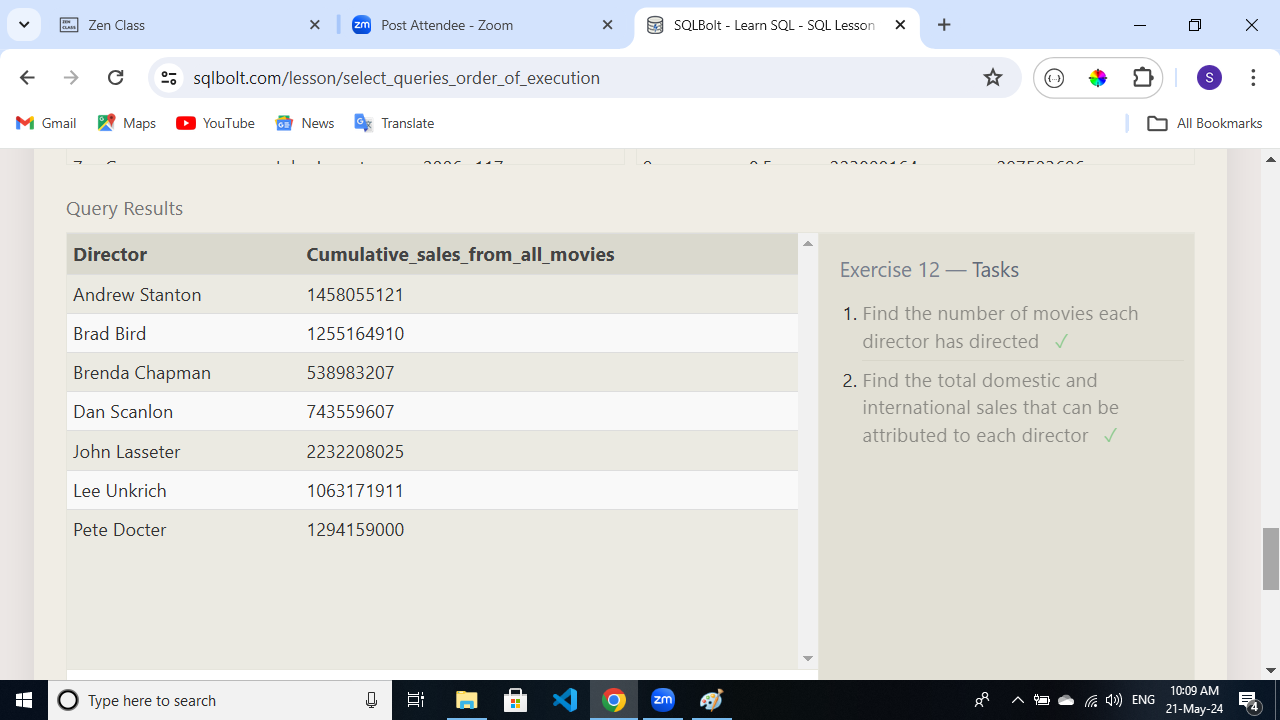 Zen Class
Post Attendee - Zoom
SQLBolt - Learn SQL - SQL Lesson
sqlbolt.com/lesson/select_queries_order_of_execution
S
Gmail
Maps
YouTube
News
Translate
All Bookmarks
Query Results
Director Cumulative_sales_from_all_movies
Andrew Stanton 1458055121
Brad Bird 1255164910
Brenda Chapman 538983207
Dan Scanlon 743559607
John Lasseter 2232208025
Lee Unkrich 1063171911
Pete Docter 1294159000
Exercise 12 — Tasks
1. Find the number of movies each
director has directed ✓
2. Find the total domestic and
international sales that can be
attributed to each director ✓
Type here to search
ENG
10:09 AM
21-May-24
4